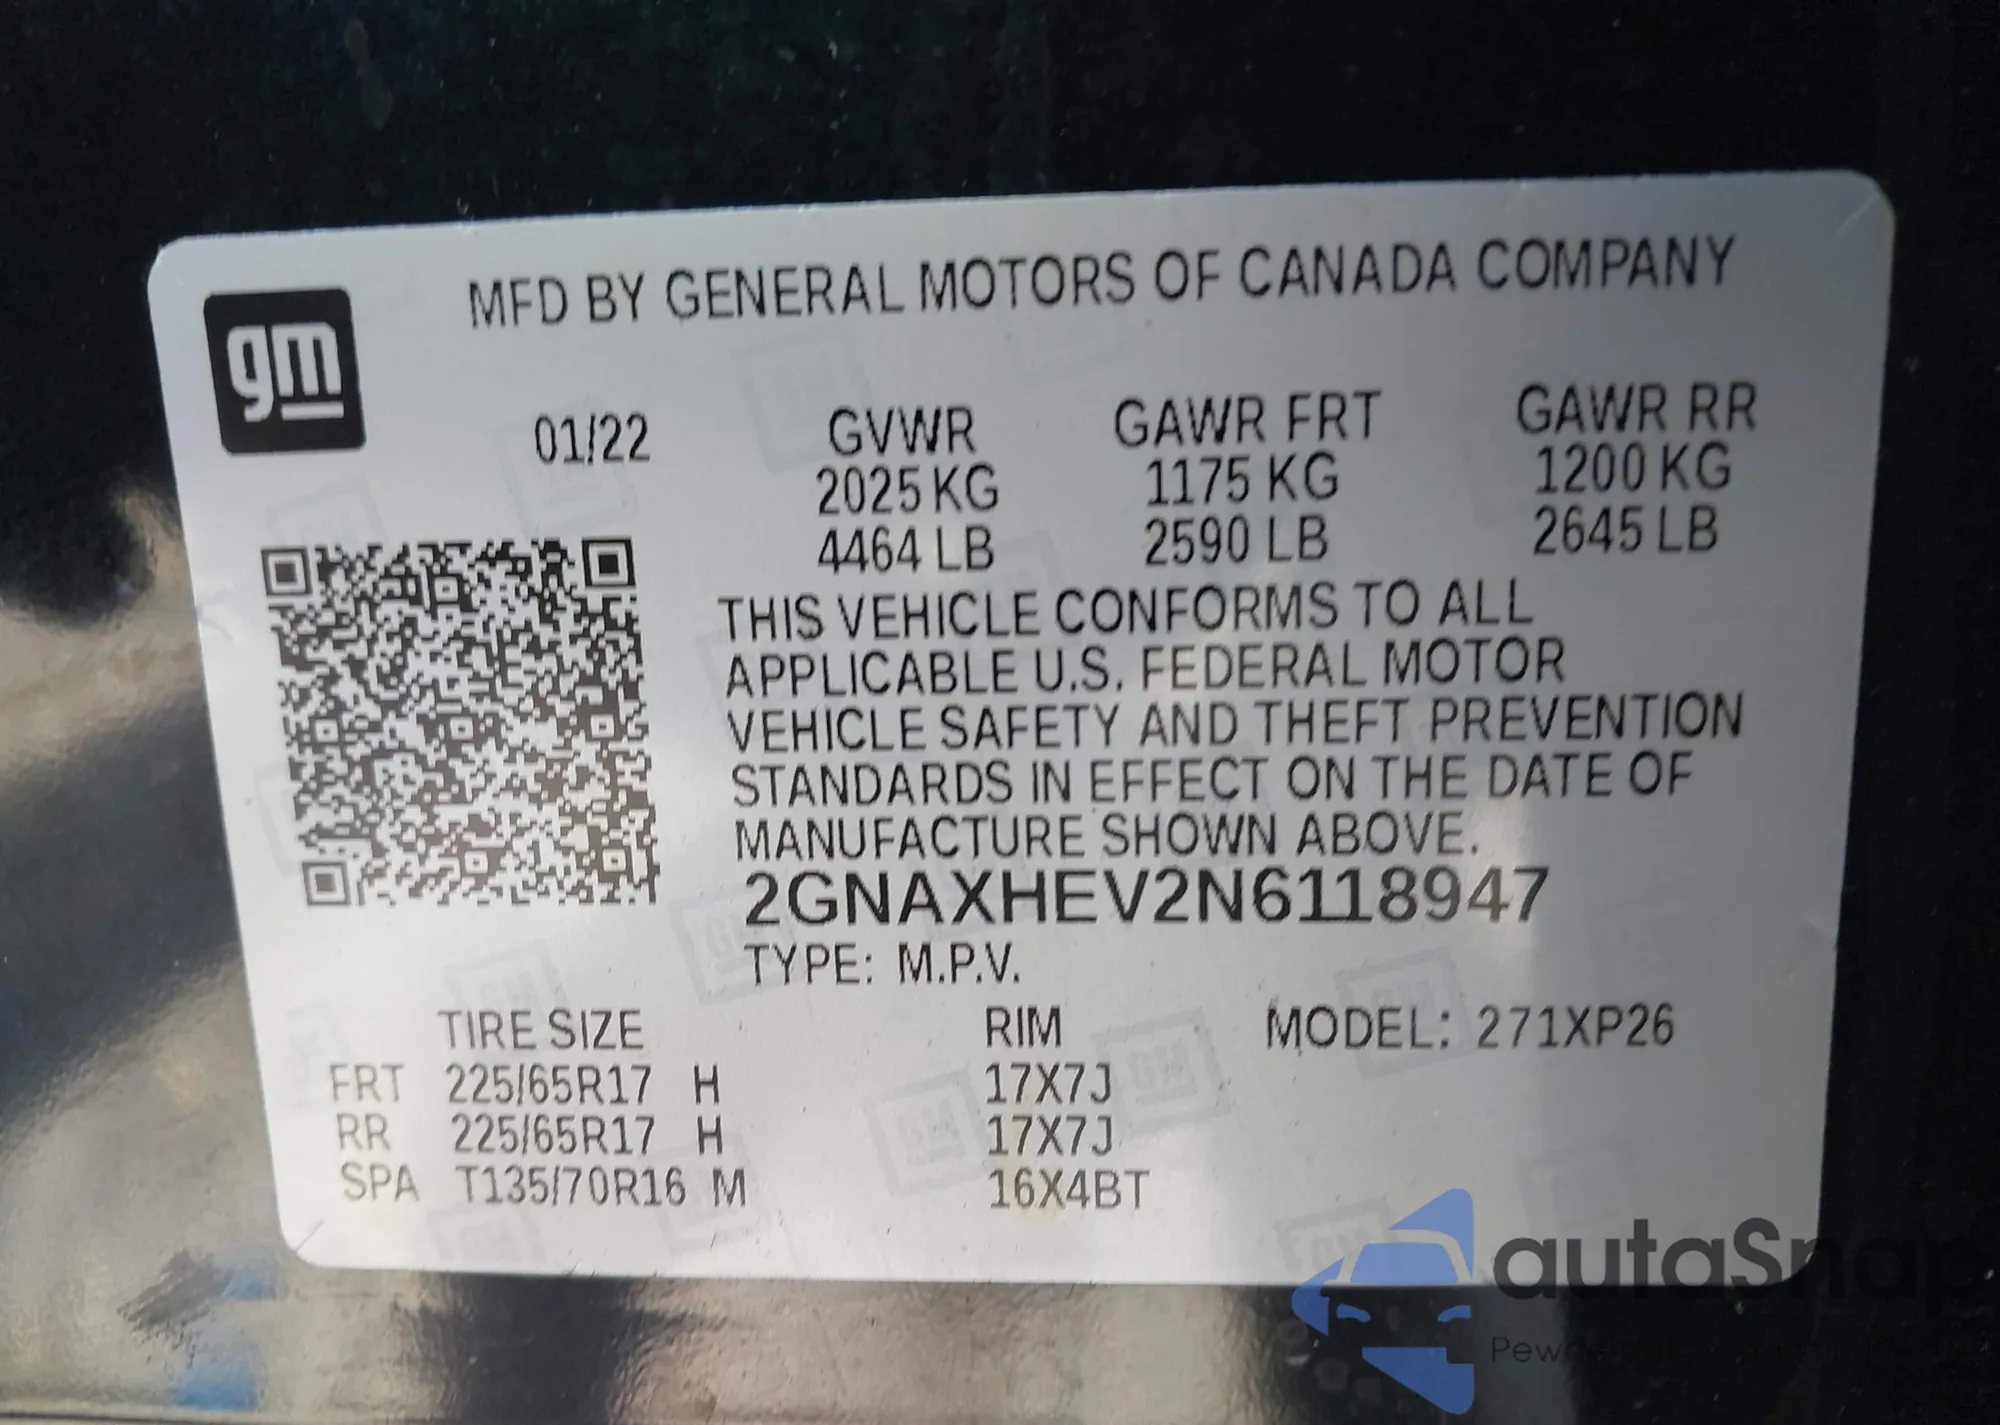 gm
MFD BY GENERAL MOTORS OF CANADA COMPANY
01/22 GVWR GAWR FRT GAWR RR
2025 KG 1175 KG 1200 KG
4464 LB 2590 LB 2645 LB
THIS VEHICLE CONFORMS TO ALL
APPLICABLE U.S. FEDERAL MOTOR
VEHICLE SAFETY AND THEFT PREVENTION
STANDARDS IN EFFECT ON THE DATE OF
MANUFACTURE SHOWN ABOVE.
2GNAXHEV2N6118947
TYPE: M.P.V.
TIRE SIZE RIM MODEL: 271XP26
FRT 225/65R17 H 17X7J
RR 225/65R17 H 17X7J
SPA T135/70R16 M 16X4BT
autaSnap